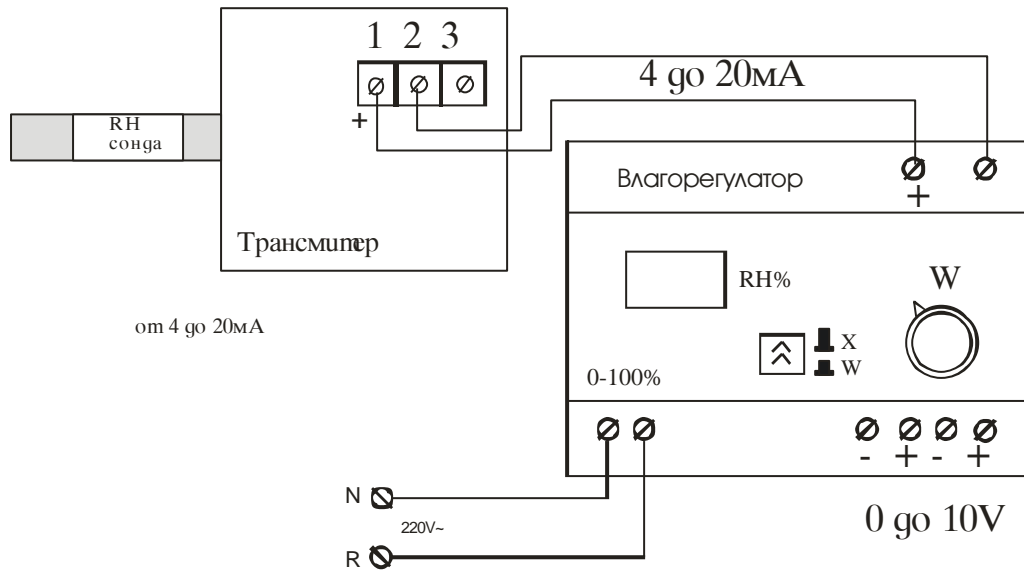 1 2 3
+
4 до 20мА
RH
сонда
Трансмитер
от 4 до 20мА
Влагорегулатор
+
RH%
W
X
W
0-100%
- + - +
N
220V~
R
0 до 10V